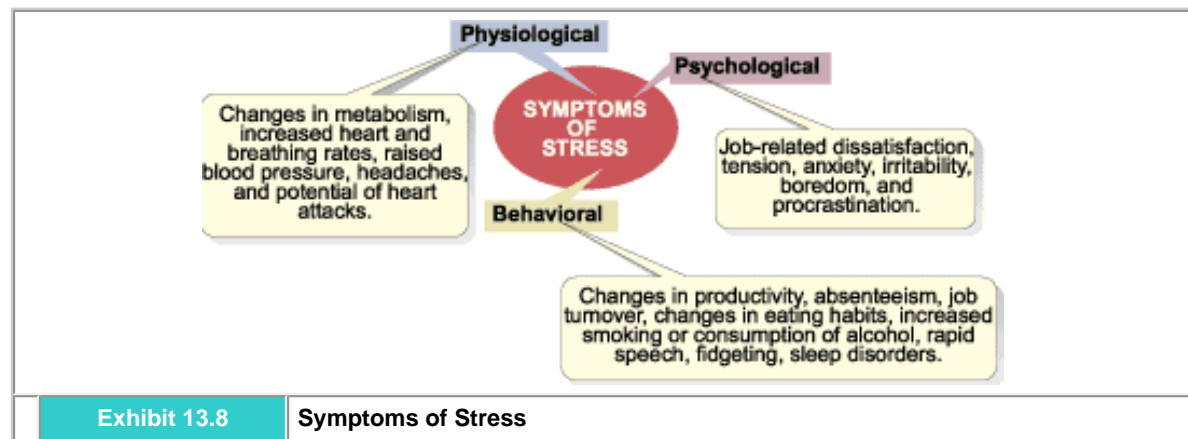 Physiological
Psychological
SYMPTOMS
OF
STRESS
Changes in metabolism,
increased heart and
breathing rates, raised
blood pressure, headaches,
and potential of heart
attacks.
Job-related dissatisfaction,
tension, anxiety, irritability,
boredom, and
procrastination.
Behavioral
Changes in productivity, absenteeism, job
turnover, changes in eating habits, increased
smoking or consumption of alcohol, rapid
speech, fidgeting, sleep disorders.
Exhibit 13.8
Symptoms of Stress